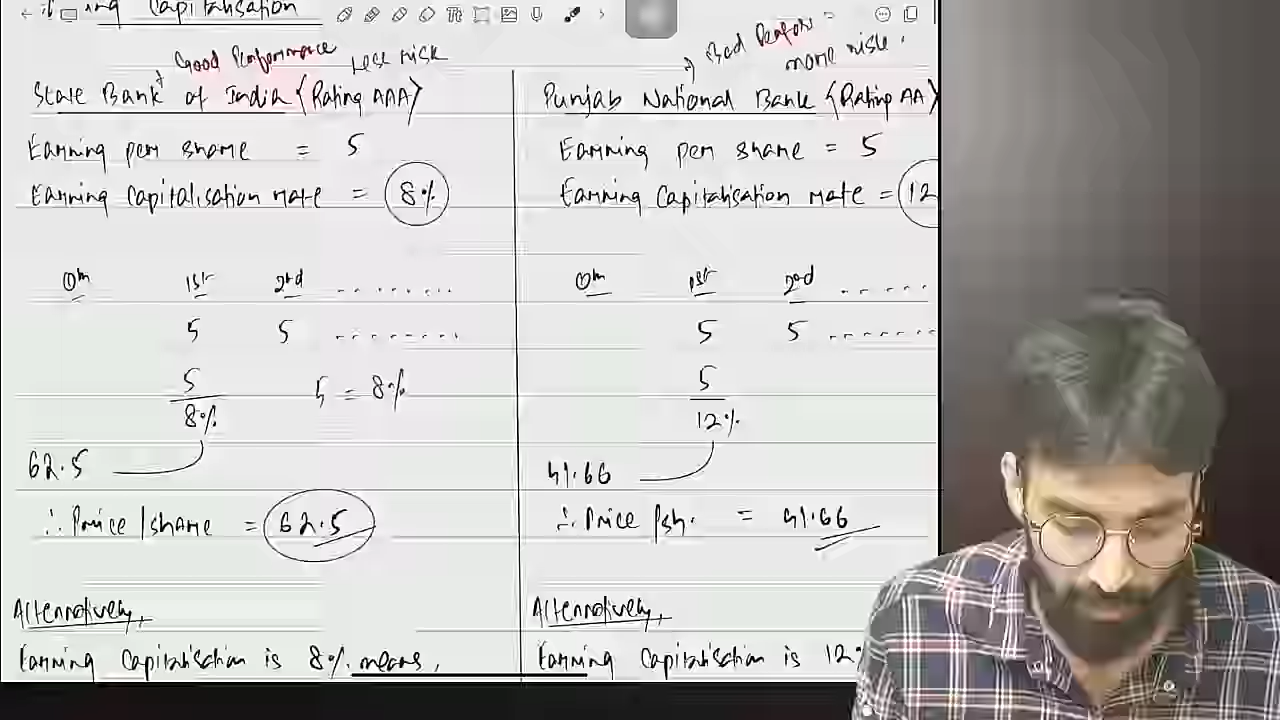 Capitalisation
Good Performance
Less risk
State Bank of India {Rating AAA}
Earning per share = 5
Earning Capitalisation rate = 8%
0th 1st 2nd .........
5 5 .........
5
8%
5 = 8%
62.5
∴ Price /share = 62.5
Alternatively,
Earning Capitalisation is 8% means,
Bad Perform
more risk.
Punjab National Bank {Rating AA}
Earning per share = 5
Earning Capitalisation rate = 12
0th 1st 2nd ......
5 5 ........
5
12%
41.66
∴ Price /sh. = 41.66
Alternatively,
Earning Capitalisation is 12%